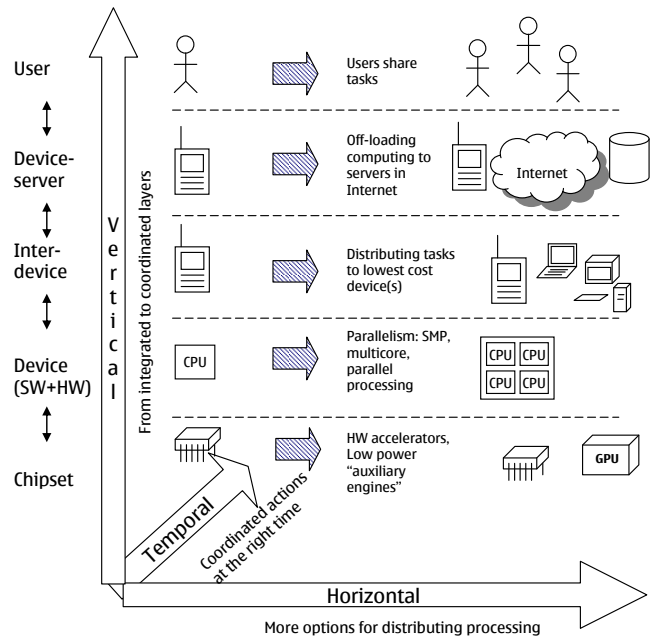 User
Users share
tasks
Device-
server
Off-loading
computing to
servers in
Internet
Internet
Inter-
device
Distributing tasks
to lowest cost
device(s)
Device
(SW+HW)
CPU
Parallelism: SMP,
multicore,
parallel
processing
CPU CPU
CPU CPU
Chipset
HW accelerators,
Low power
“auxiliary
engines”
GPU
Vertical
From integrated to coordinated layers
Temporal
Coordinated actions
at the right time
Horizontal
More options for distributing processing